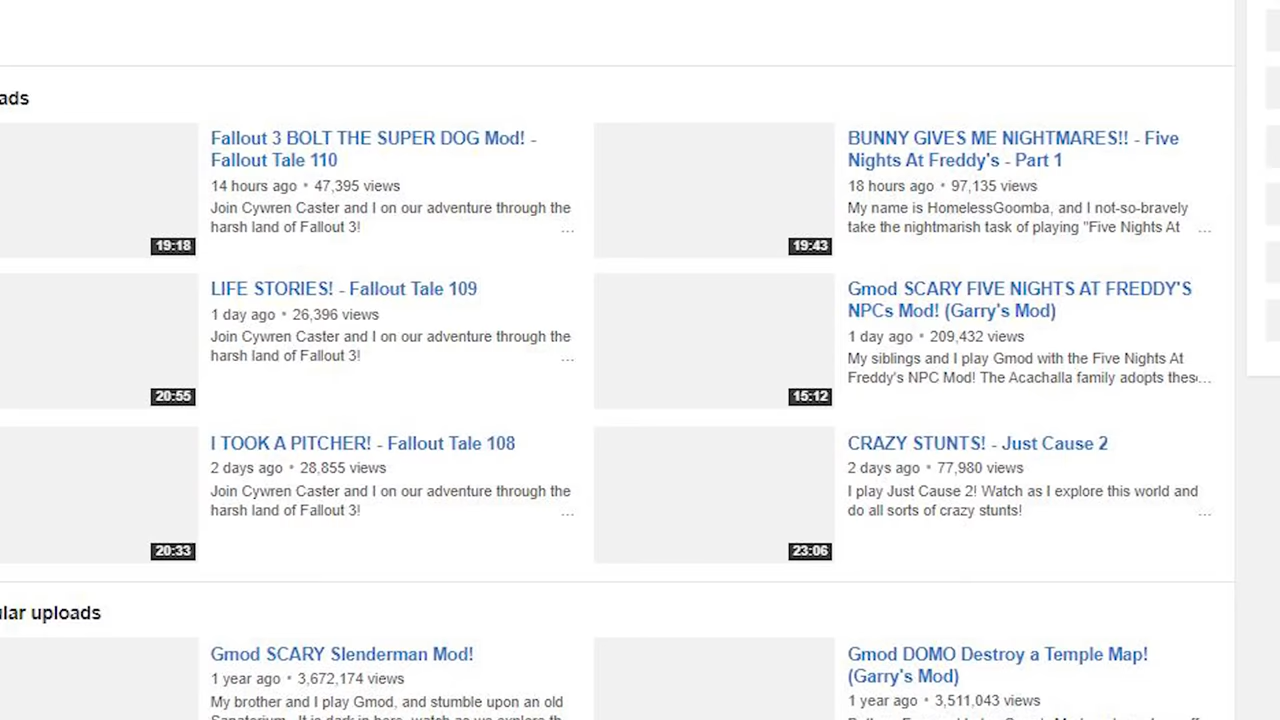 ads
Fallout 3 BOLT THE SUPER DOG Mod! -
Fallout Tale 110
14 hours ago • 47,395 views
Join Cywren Caster and I on our adventure through the
harsh land of Fallout 3! ...
19:18
BUNNY GIVES ME NIGHTMARES!! - Five
Nights At Freddy's - Part 1
18 hours ago • 97,135 views
My name is HomelessGoomba, and I not-so-bravely
take the nightmarish task of playing "Five Nights At ...
19:43
LIFE STORIES! - Fallout Tale 109
1 day ago • 26,396 views
Join Cywren Caster and I on our adventure through the
harsh land of Fallout 3! ...
20:55
Gmod SCARY FIVE NIGHTS AT FREDDY'S
NPCs Mod! (Garry's Mod)
1 day ago • 209,432 views
My siblings and I play Gmod with the Five Nights At
Freddy's NPC Mod! The Acachalla family adopts thes...
15:12
I TOOK A PITCHER! - Fallout Tale 108
2 days ago • 28,855 views
Join Cywren Caster and I on our adventure through the
harsh land of Fallout 3! ...
20:33
CRAZY STUNTS! - Just Cause 2
2 days ago • 77,980 views
I play Just Cause 2! Watch as I explore this world and
do all sorts of crazy stunts! ...
23:06
ular uploads
Gmod SCARY Slenderman Mod!
1 year ago • 3,672,174 views
My brother and I play Gmod, and stumble upon an old
Gmod DOMO Destroy a Temple Map!
(Garry's Mod)
1 year ago • 3,511,043 views